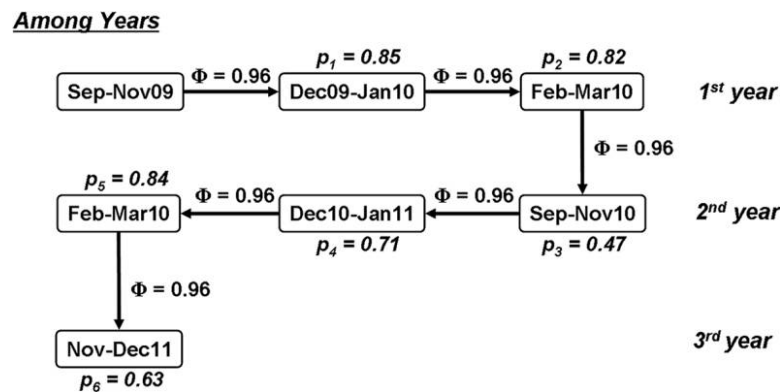 Among Years
p1 = 0.85 p2 = 0.82
Φ = 0.96 Φ = 0.96
Sep-Nov09 Dec09-Jan10 Feb-Mar10 1st year
Φ = 0.96
p5 = 0.84
Φ = 0.96 Φ = 0.96
Feb-Mar10 Dec10-Jan11 Sep-Nov10 2nd year
p4 = 0.71 p3 = 0.47
Φ = 0.96
Nov-Dec11 3rd year
p6 = 0.63